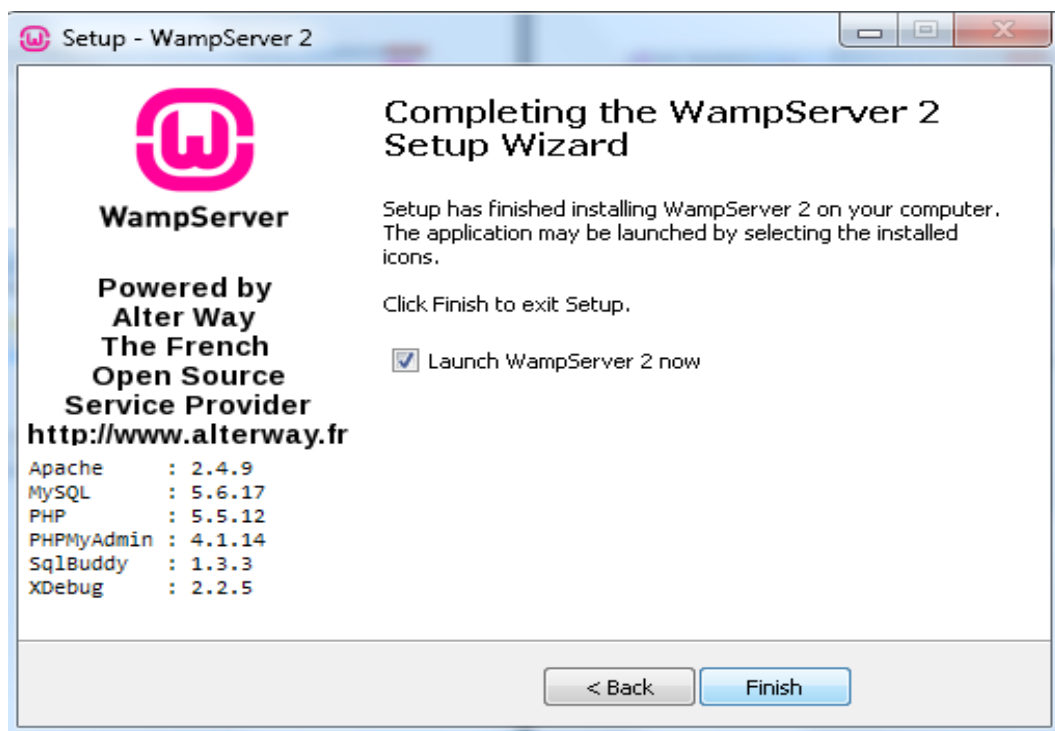 Setup - WampServer 2
WampServer
Powered by
Alter Way
The French
Open Source
Service Provider
http://www.alterway.fr
Apache : 2.4.9
MySQL : 5.6.17
PHP : 5.5.12
PHPMyAdmin : 4.1.14
SqlBuddy : 1.3.3
XDebug : 2.2.5
Completing the WampServer 2
Setup Wizard
Setup has finished installing WampServer 2 on your computer.
The application may be launched by selecting the installed
icons.
Click Finish to exit Setup.
Launch WampServer 2 now
< Back
Finish